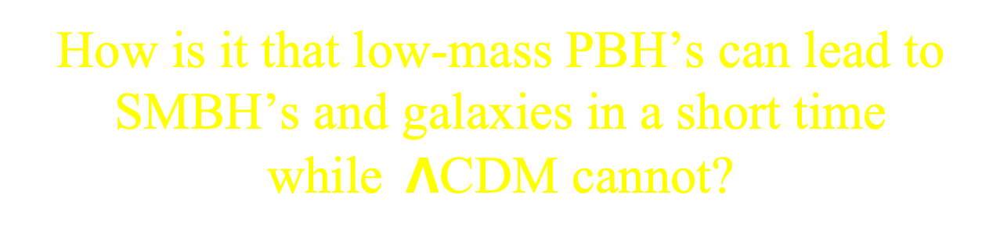 How is it that low-mass PBH’s can lead to
SMBH’s and galaxies in a short time
while ΛCDM cannot?